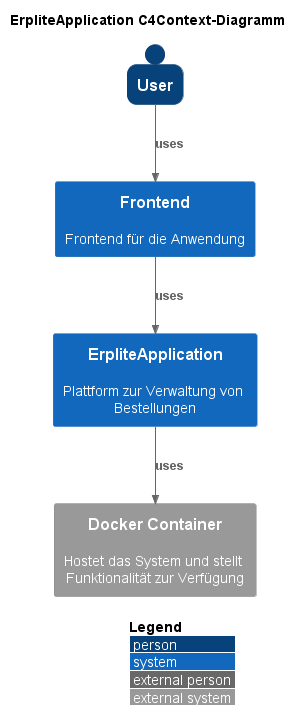 ErpliteApplication C4Context-Diagramm
User
uses
Frontend
Frontend für die Anwendung
uses
ErpliteApplication
Plattform zur Verwaltung von
Bestellungen
uses
Docker Container
Hostet das System und stellt
Funktionalität zur Verfügung
Legend
person
system
external person
external system